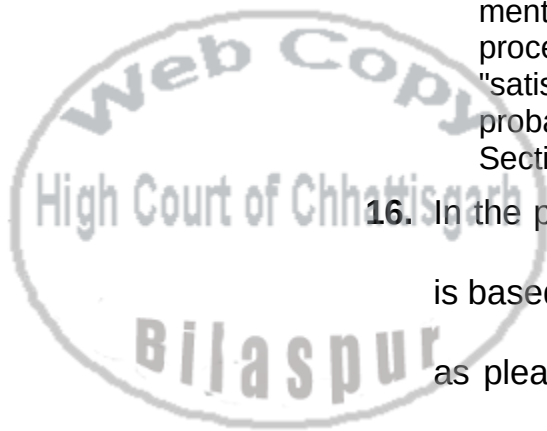 Web Copy
High Court of Chhattisgarh
Bilaspur
ment
proce
"satis
proba
Secti
16. In the p
is based
as plea